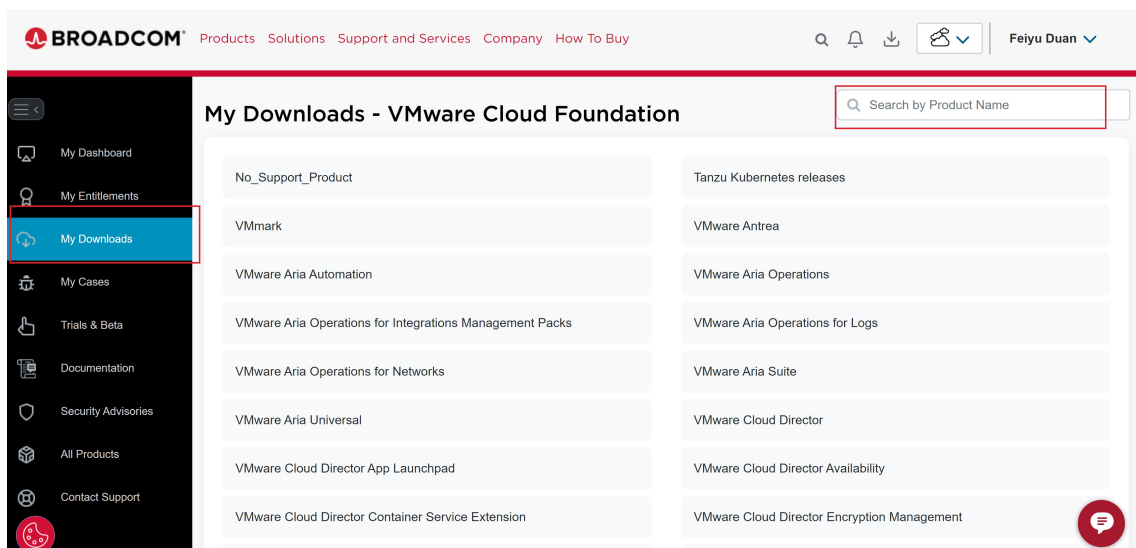 BROADCOM®
Products Solutions Support and Services Company How To Buy
Feiyu Duan
My Downloads - VMware Cloud Foundation
Search by Product Name
My Dashboard
My Entitlements
My Downloads
My Cases
Trials & Beta
Documentation
Security Advisories
All Products
Contact Support
No_Support_Product
Tanzu Kubernetes releases
VMmark
VMware Antrea
VMware Aria Automation
VMware Aria Operations
VMware Aria Operations for Integrations Management Packs
VMware Aria Operations for Logs
VMware Aria Operations for Networks
VMware Aria Suite
VMware Aria Universal
VMware Cloud Director
VMware Cloud Director App Launchpad
VMware Cloud Director Availability
VMware Cloud Director Container Service Extension
VMware Cloud Director Encryption Management